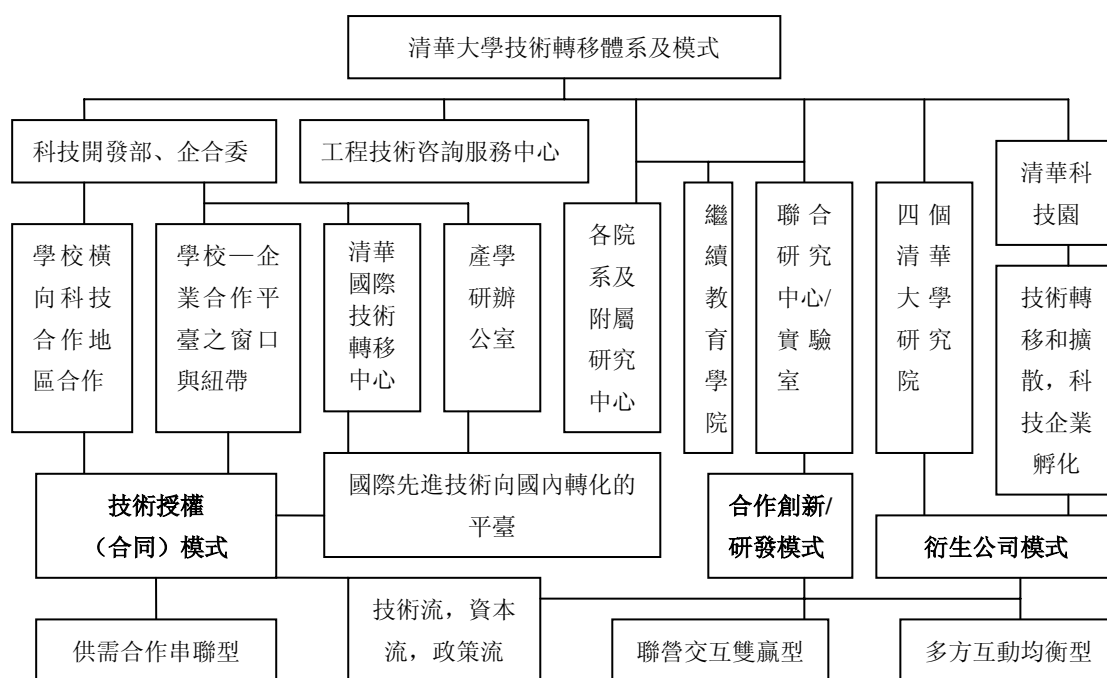 清華大學技術轉移體系及模式
科技開發部、企合委
工程技術咨詢服務中心
清華科
技園
學校橫
向科技
合作地
區合作
學校—企
業合作平
臺之窗口
與紐帶
清華
國際
技術
轉移
中心
產學
研辦
公室
各院
系及
附屬
研究
中心
繼
續
教
育
學
院
聯合
研究
中心/
實驗
室
四個
清華
大學
研究
院
技術轉
移和擴
散，科
技企業
孵化
國際先進技術向國內轉化的
平臺
技術授權
（合同）模式
合作創新/
研發模式
衍生公司模式
供需合作串聯型
技術流，資本
流，政策流
聯營交互雙贏型
多方互動均衡型